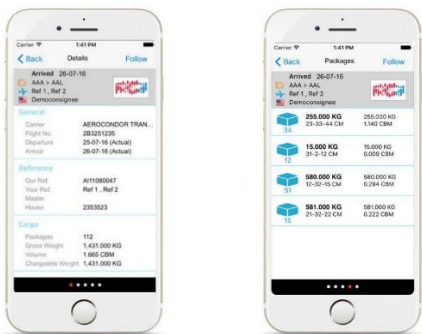 Carrier 1:41 PM
Back Details Follow
Arrived 26-07-16
AAA > AAL
Ref 1 , Ref 2
Democonsignee
General
Carrier AEROCONDOR TRAN...
Flight No. 2B3251235
Departure 25-07-16 (Actual)
Arrival 26-07-16 (Actual)
Reference
Our Ref. AI11080047
Your Ref. Ref 1 , Ref 2
Master
House 2353523
Cargo
Packages 112
Gross Weight 1,431.000 KG
Volume 1.665 CBM
Chargeable Weight 1,431.000 KG
Carrier 1:41 PM
Back Packages Follow
Arrived 26-07-16
AAA > AAL
Ref 1 , Ref 2
Democonsignee
255.000 KG 255.000 KG
23-33-44 CM 1.140 CBM
34
15.000 KG 15.000 KG
31-2-12 CM 0.009 CBM
12
580.000 KG 580.000 KG
12-32-15 CM 0.294 CBM
51
581.000 KG 581.000 KG
21-32-22 CM 0.222 CBM
15